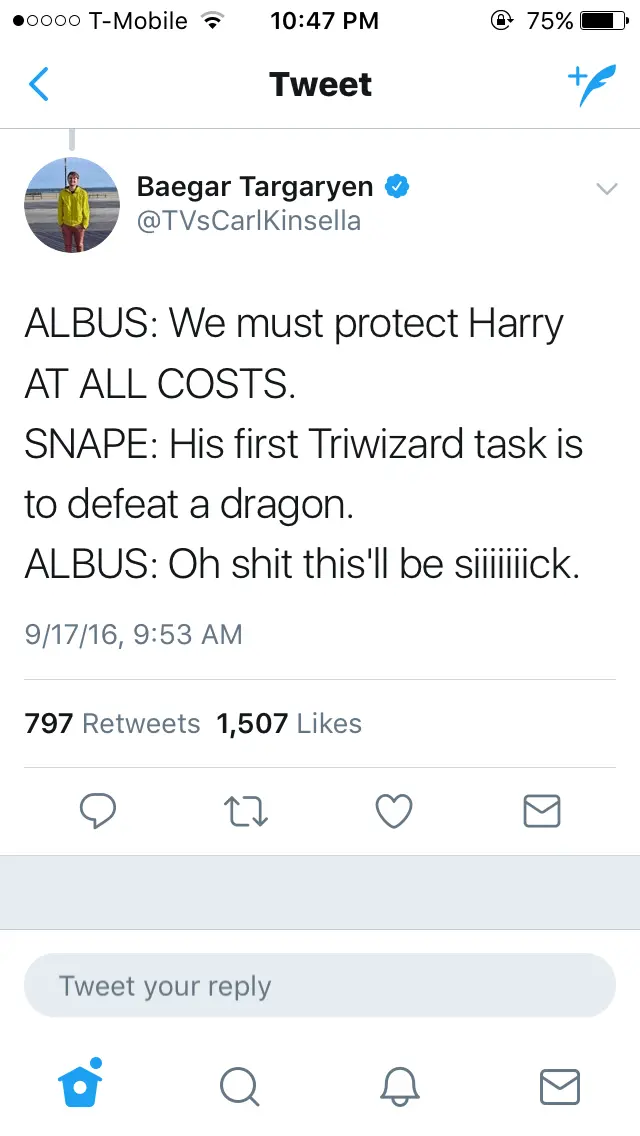 T-Mobile 10:47 PM 75%
Tweet
Baegar Targaryen
@TVsCarlKinsella
ALBUS: We must protect Harry
AT ALL COSTS.
SNAPE: His first Triwizard task is
to defeat a dragon.
ALBUS: Oh shit this'll be siiiiiiick.
9/17/16, 9:53 AM
797 Retweets 1,507 Likes
Tweet your reply